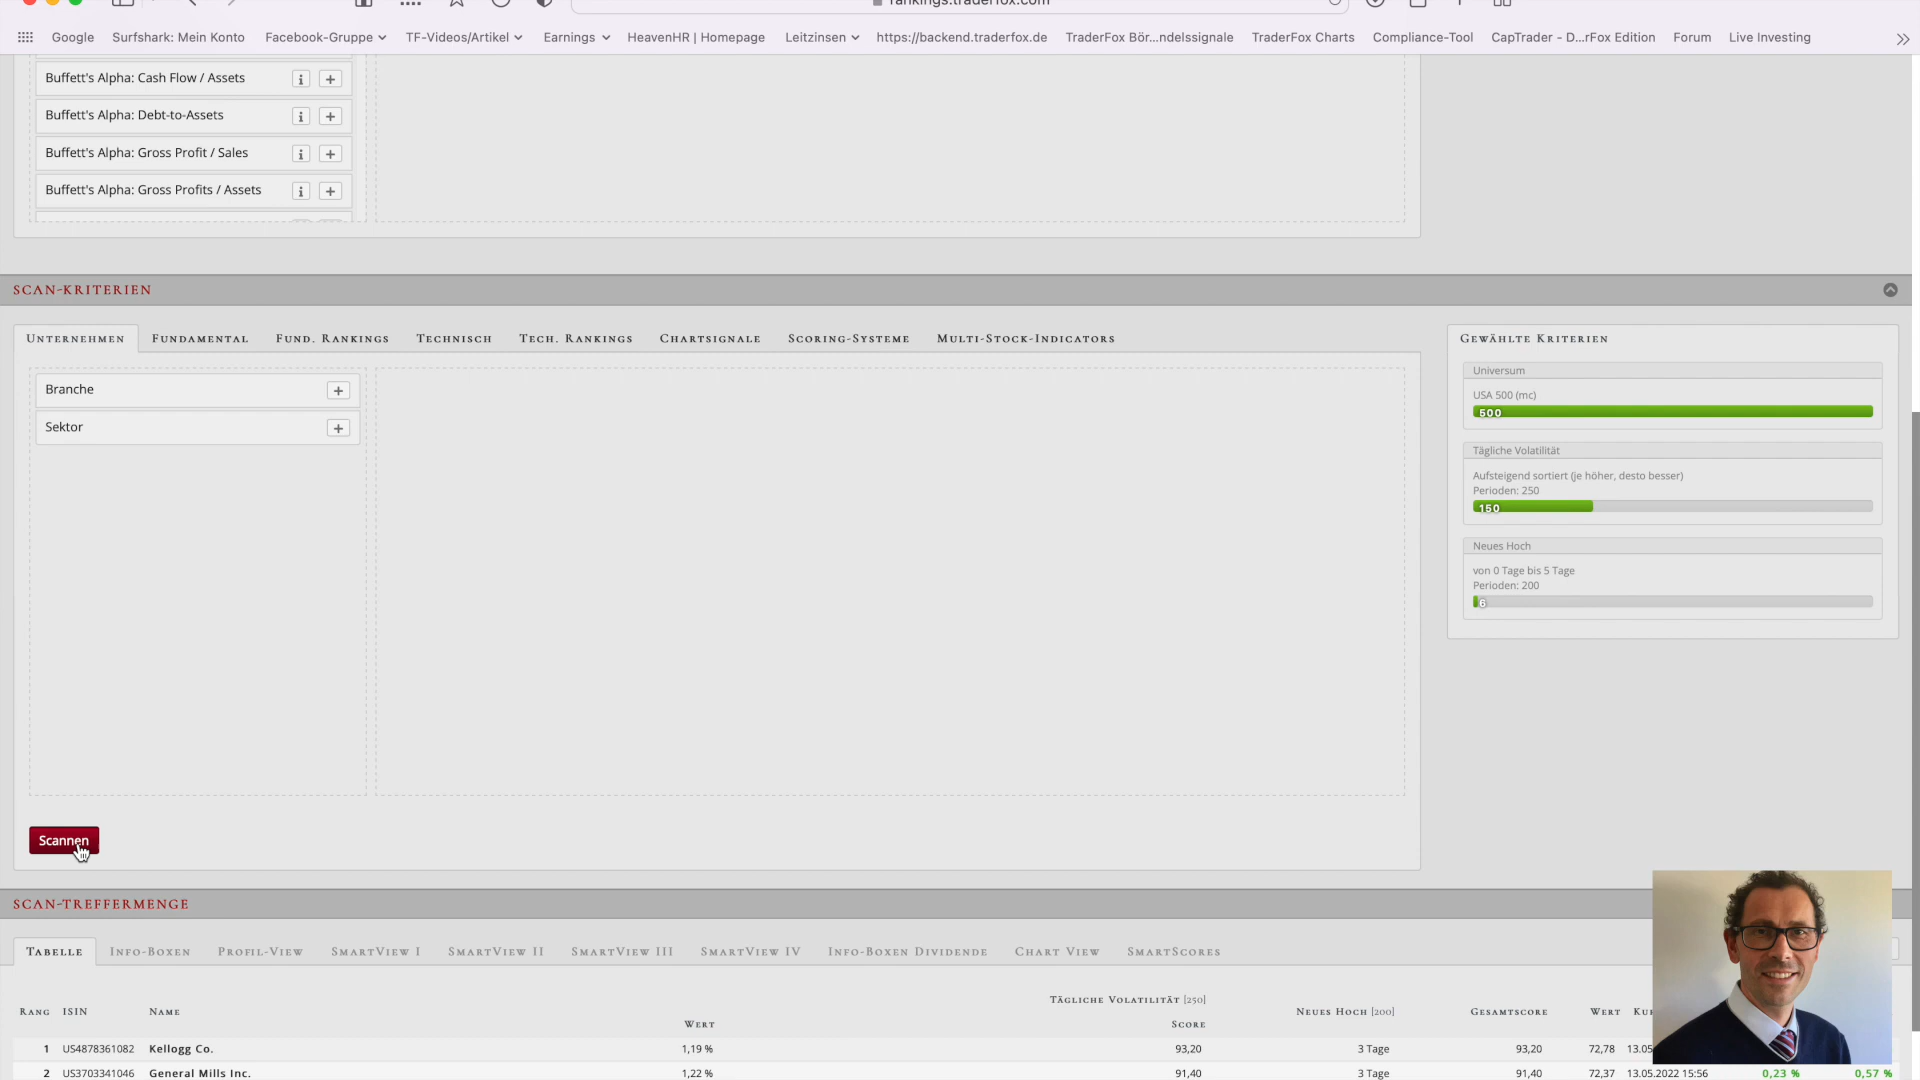 rankings.traderfox.com
Google Surfshark: Mein Konto Facebook-Gruppe TF-Videos/Artikel Earnings HeavenHR | Homepage Leitzinsen https://backend.traderfox.de TraderFox Bör...ndelssignale TraderFox Charts Compliance-Tool CapTrader - D...rFox Edition Forum Live Investing
Buffett's Alpha: Cash Flow / Assets
Buffett's Alpha: Debt-to-Assets
Buffett's Alpha: Gross Profit / Sales
Buffett's Alpha: Gross Profits / Assets
Scan-Kriterien
Unternehmen Fundamental Fund. Rankings Technisch Tech. Rankings Chartsignale Scoring-Systeme Multi-Stock-Indicators
Branche
Sektor
Gewählte Kriterien
Universum
USA 500 (mc)
500
Tägliche Volatilität
Aufsteigend sortiert (je höher, desto besser)
Perioden: 250
150
Neues Hoch
von 0 Tage bis 5 Tage
Perioden: 200
6
Scannen
Scan-Treffermenge
Tabelle Info-Boxen Profil-View SmartView I SmartView II SmartView III SmartView IV Info-Boxen Dividende Chart View SmartScores
Tägliche Volatilität [250]
Rang ISIN Name Neues Hoch [200] Gesamtscore Wert
Wert Score
1 US4878361082 Kellogg Co. 1,19 % 93,20 3 Tage 93,20 72,78
2 US3703341046 General Mills Inc. 1,22 % 91,40 3 Tage 91,40 72,37 13.05.2022 15:56 0,23 % 0,57 %